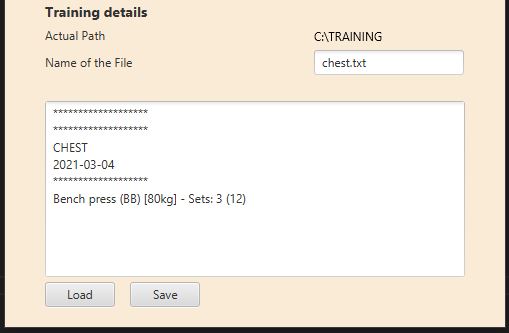 Training details
Actual Path C:\TRAINING
Name of the File chest.txt
*******************
*******************
CHEST
2021-03-04
*******************
Bench press (BB) [80kg] - Sets: 3 (12)
Load Save